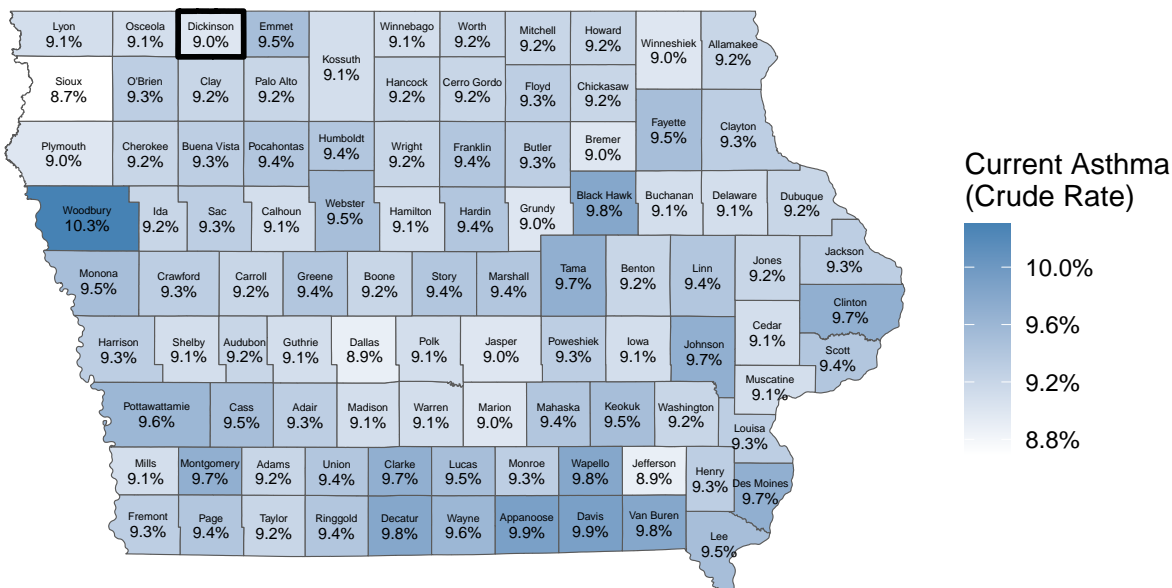 Lyon
9.1%
Osceola
9.1%
Dickinson
9.0%
Emmet
9.5%
Kossuth
9.1%
Winnebago
9.1%
Worth
9.2%
Mitchell
9.2%
Howard
9.2%
Winneshiek
9.0%
Allamakee
9.2%
Sioux
8.7%
O'Brien
9.3%
Clay
9.2%
Palo Alto
9.2%
Hancock
9.2%
Cerro Gordo
9.2%
Floyd
9.3%
Chickasaw
9.2%
Fayette
9.5%
Clayton
9.3%
Plymouth
9.0%
Cherokee
9.2%
Buena Vista
9.3%
Pocahontas
9.4%
Humboldt
9.4%
Wright
9.2%
Franklin
9.4%
Butler
9.3%
Bremer
9.0%
Woodbury
10.3%
Ida
9.2%
Sac
9.3%
Calhoun
9.1%
Webster
9.5%
Hamilton
9.1%
Hardin
9.4%
Grundy
9.0%
Black Hawk
9.8%
Buchanan
9.1%
Delaware
9.1%
Dubuque
9.2%
Monona
9.5%
Crawford
9.3%
Carroll
9.2%
Greene
9.4%
Boone
9.2%
Story
9.4%
Marshall
9.4%
Tama
9.7%
Benton
9.2%
Linn
9.4%
Jones
9.2%
Jackson
9.3%
Clinton
9.7%
Harrison
9.3%
Shelby
9.1%
Audubon
9.2%
Guthrie
9.1%
Dallas
8.9%
Polk
9.1%
Jasper
9.0%
Poweshiek
9.3%
Iowa
9.1%
Johnson
9.7%
Cedar
9.1%
Scott
9.4%
Muscatine
9.1%
Pottawattamie
9.6%
Cass
9.5%
Adair
9.3%
Madison
9.1%
Warren
9.1%
Marion
9.0%
Mahaska
9.4%
Keokuk
9.5%
Washington
9.2%
Louisa
9.3%
Mills
9.1%
Montgomery
9.7%
Adams
9.2%
Union
9.4%
Clarke
9.7%
Lucas
9.5%
Monroe
9.3%
Wapello
9.8%
Jefferson
8.9%
Henry
9.3%
Des Moines
9.7%
Fremont
9.3%
Page
9.4%
Taylor
9.2%
Ringgold
9.4%
Decatur
9.8%
Wayne
9.6%
Appanoose
9.9%
Davis
9.9%
Van Buren
9.8%
Lee
9.5%
Current Asthma
(Crude Rate)
10.0%
9.6%
9.2%
8.8%